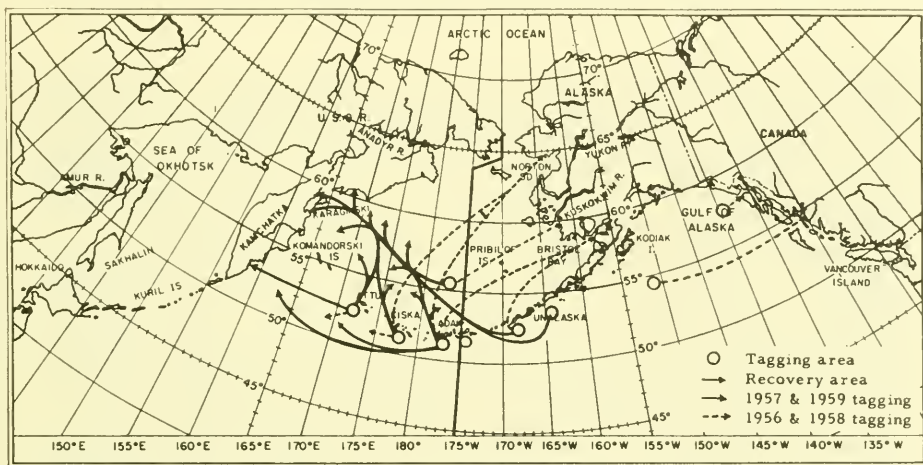 ARCTIC OCEAN
70°
70°
ALASKA
U. S. S. R.
ANADYR R.
65°
CANADA
SEA OF
OKHOTSK
YUKON R.
NORTON
SD
AMUR R.
60°
KUSKOKWIM R.
60°
GULF OF
ALASKA
KARAGINSKI
KAMCHATKA
PRIBILOF
IS
BRISTOL
BAY
KODIAK
I
KOMANDORSKI
IS
55°
SAKHALIN
HOKKAIDO
VANCOUVER
ISLAND
KURIL IS
ATTU
KISKA
ADAK
UNALASKA
50°
50°
45°
45°
Tagging area
Recovery area
1957 & 1959 tagging
1956 & 1958 tagging
150°E 155°E 160°E 165°E 170°E 175°E 180° 175°W 170°W 165°W 160°W 155°W 150°W 145°W 140°W 135°W